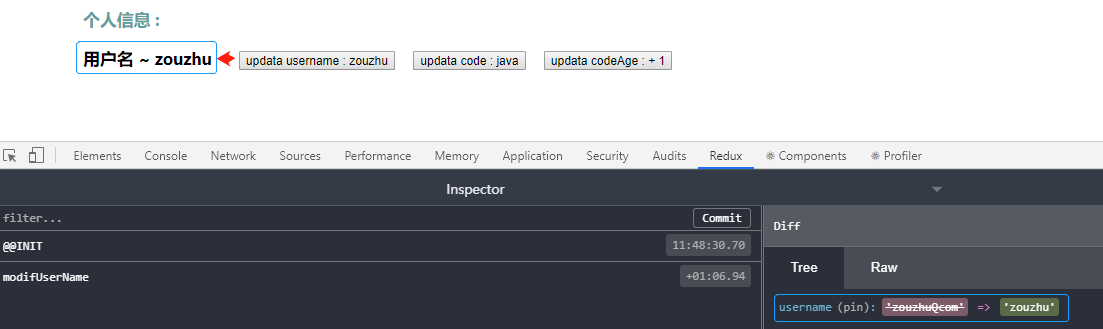 个人信息 :
用户名 ~ zouzhu updata username : zouzhu updata code : java updata codeAge : + 1
Elements Console Network Sources Performance Memory Application Security Audits Redux ⚛ Components ⚛ Profiler
Inspector
filter... Commit
@@INIT 11:48:30.70
modifUserName +01:06.94
Diff
Tree Raw
username (pin): 'zouzhuQcom' => 'zouzhu'